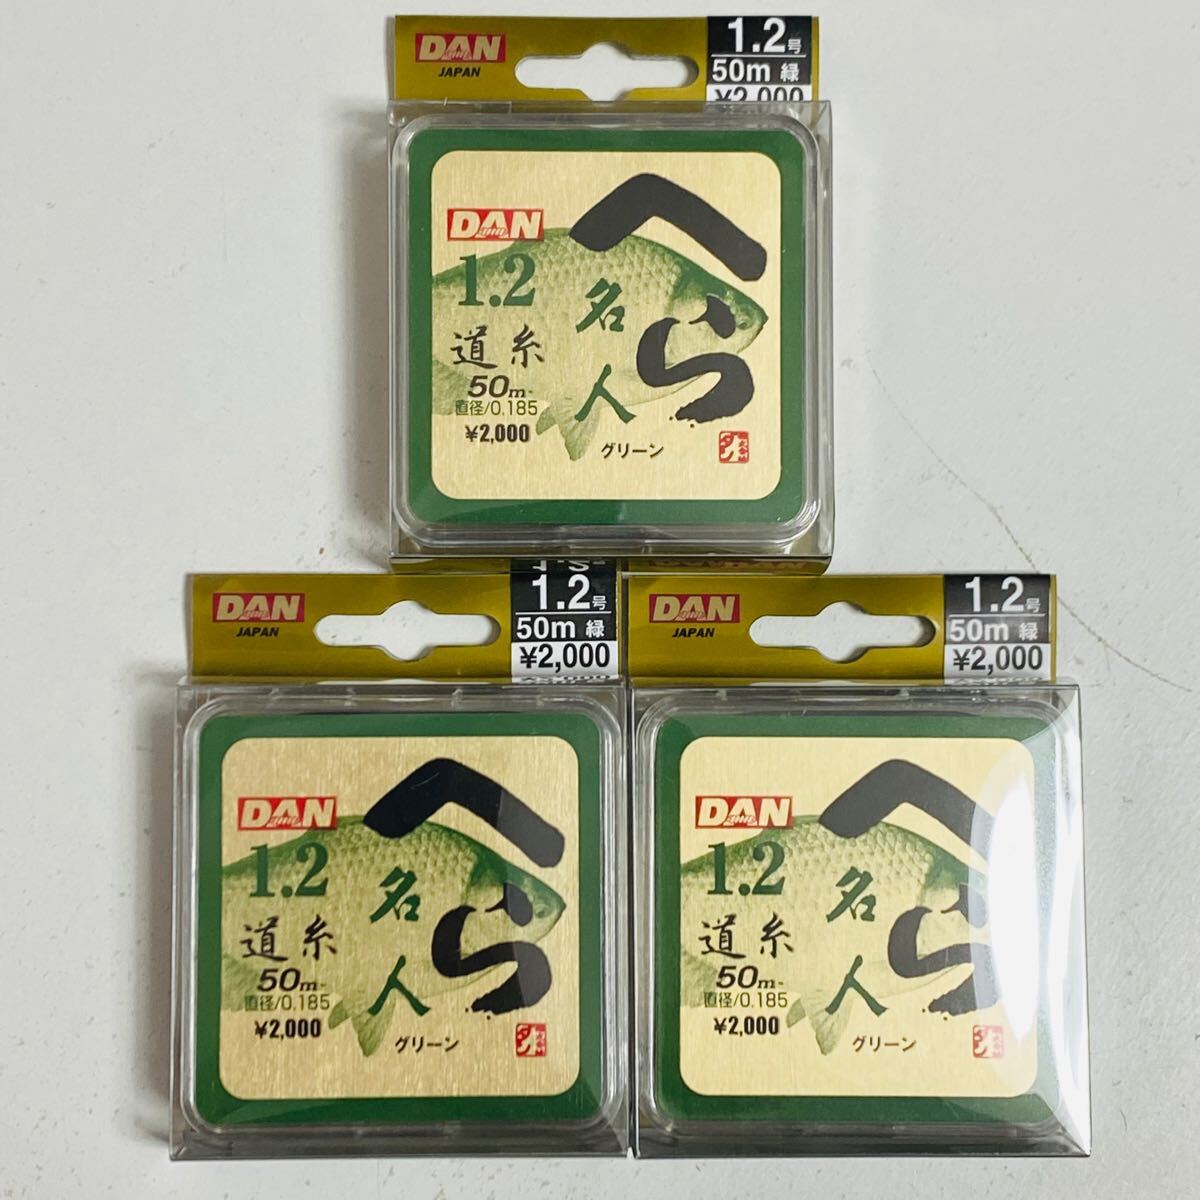 DAN
JAPAN
1.2号
50m 緑
¥2,000
DAN
1.2
道糸
50m
直径/0.185
¥2,000
へら
名人
グリーン
DAN
JAPAN
1.2号
50m 緑
¥2,000
DAN
1.2
道糸
50m
直径/0.185
¥2,000
へら
名人
グリーン
DAN
JAPAN
1.2号
50m 緑
¥2,000
DAN
1.2
道糸
50m
直径/0.185
¥2,000
へら
名人
グリーン